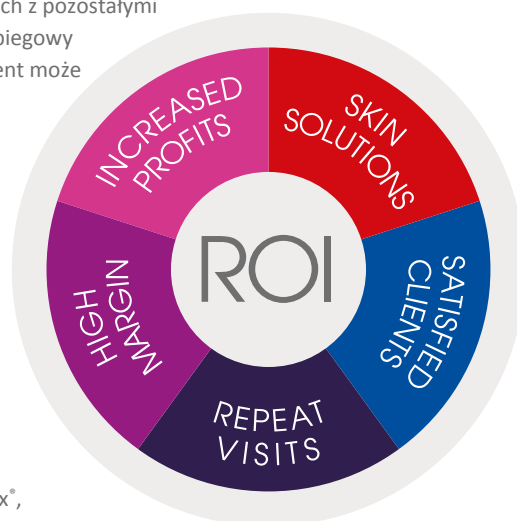 ch z pozostałymi
biegowy
ent może
INCREASED
PROFITS
SKIN
SOLUTIONS
SATISFIED
CLIENTS
REPEAT
VISITS
HIGH
MARGIN
ROI
x®,